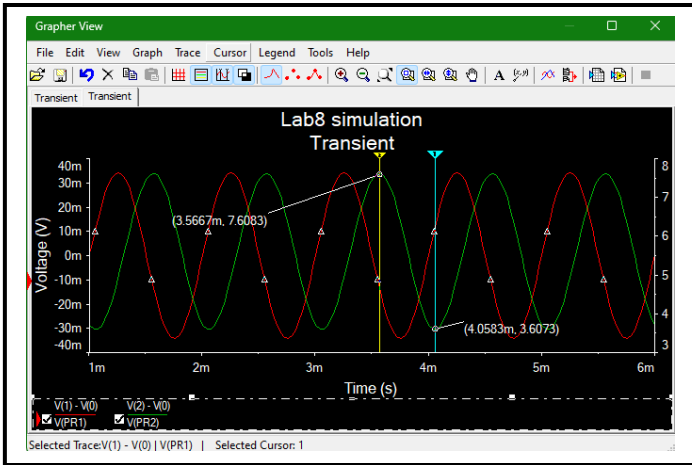 Grapher View
File Edit View Graph Trace Cursor Legend Tools Help
A (x,y)
Transient Transient
Lab8 simulation
Transient
40m
30m
20m
10m
0m
-10m
-20m
-30m
-40m
Voltage (V)
8
7
6
5
4
3
(3.5667m, 7.6083)
(4.0583m, 3.6073)
1m 2m 3m 4m 5m 6m
Time (s)
V(1) - V(0) V(2) - V(0)
V(PR1) V(PR2)
Selected Trace:V(1) - V(0) | V(PR1) | Selected Cursor: 1